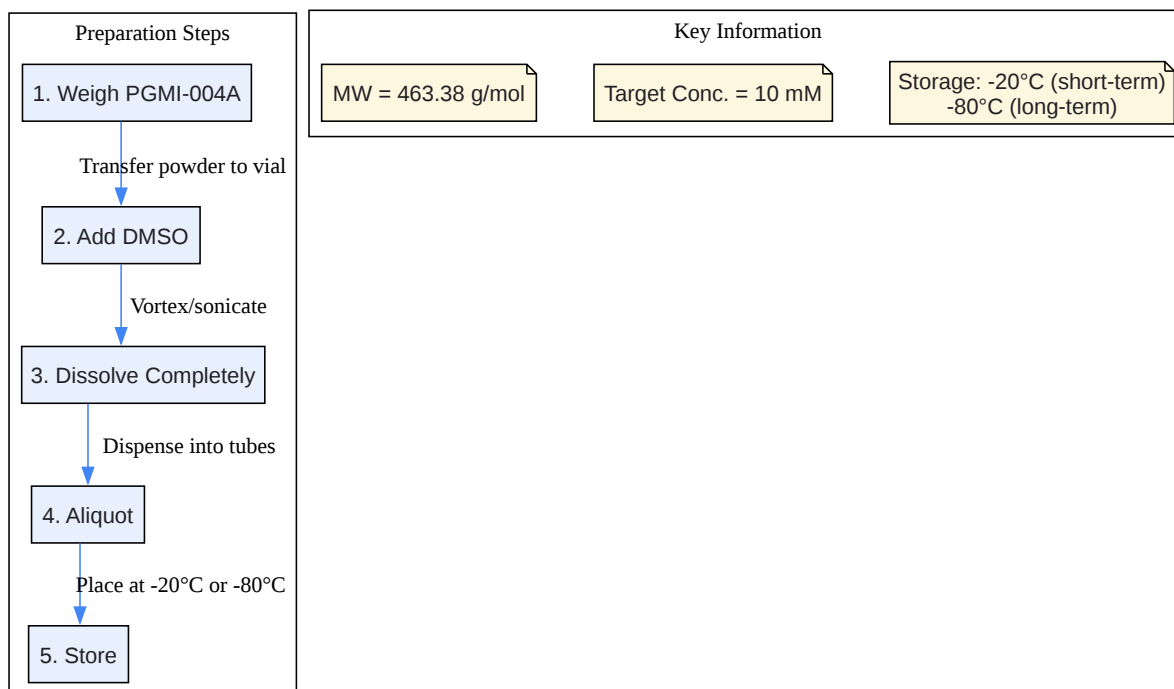 Preparation Steps
1. Weigh PGMI-004A
Transfer powder to vial
2. Add DMSO
Vortex/sonicate
3. Dissolve Completely
Dispense into tubes
4. Aliquot
Place at -20°C or -80°C
5. Store
Key Information
MW = 463.38 g/mol
Target Conc. = 10 mM
Storage: -20°C (short-term)
-80°C (long-term)